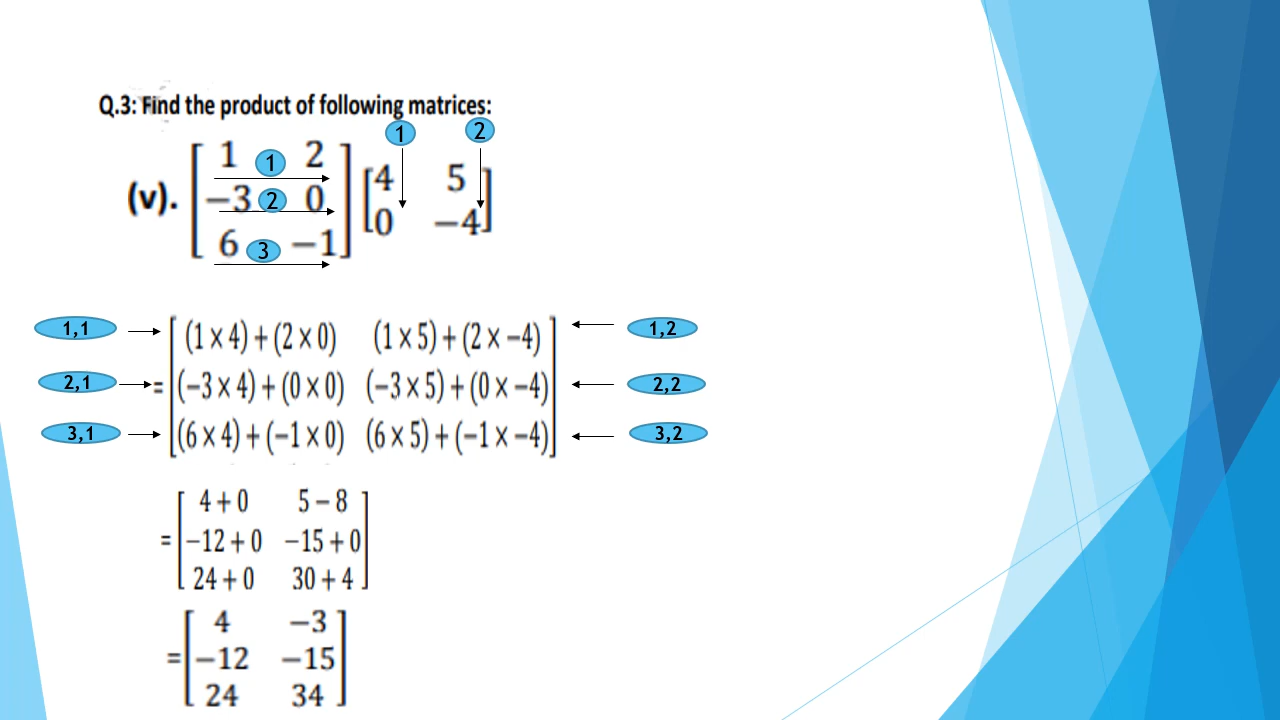 Q.3: Find the product of following matrices:
1 2
1 1 2
(v). −3 2 0 4 5
6 3 −1 0 −4
1,1 (1 × 4) + (2 × 0) (1 × 5) + (2 × −4) 1,2
2,1 = (−3 × 4) + (0 × 0) (−3 × 5) + (0 × −4) 2,2
3,1 (6 × 4) + (−1 × 0) (6 × 5) + (−1 × −4) 3,2
4 + 0 5 − 8
= −12 + 0 −15 + 0
24 + 0 30 + 4
4 −3
= −12 −15
24 34